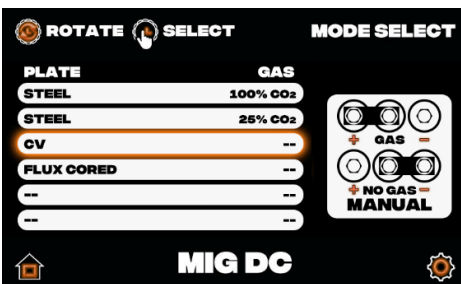 ROTATE SELECT MODE SELECT
PLATE GAS
STEEL 100% CO₂
STEEL 25% CO₂
CV --
FLUX CORED --
-- --
-- --
+ GAS -
+ NO GAS -
MANUAL
MIG DC